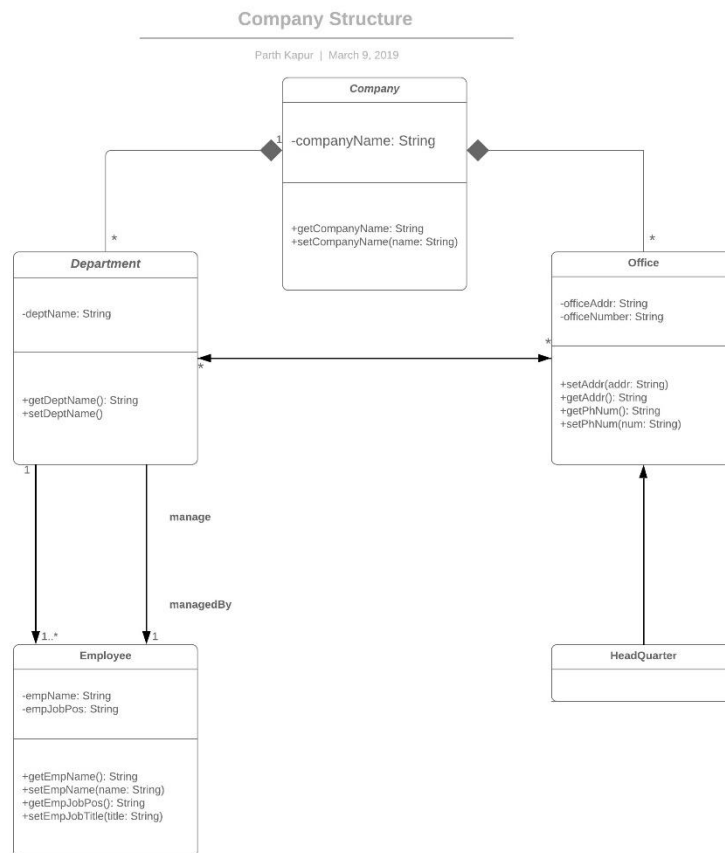 Company Structure
Parth Kapur | March 9, 2019
Company
1
-companyName: String
+getCompanyName: String
+setCompanyName(name: String)
*
*
Department
-deptName: String
+getDeptName(): String
+setDeptName()
Office
-officeAddr: String
-officeNumber: String
+setAddr(addr: String)
+getAddr(): String
+getPhNum(): String
+setPhNum(num: String)
*
*
1
manage
managedBy
1..*
1
Employee
-empName: String
-empJobPos: String
+getEmpName(): String
+setEmpName(name: String)
+getEmpJobPos(): String
+setEmpJobTitle(title: String)
HeadQuarter